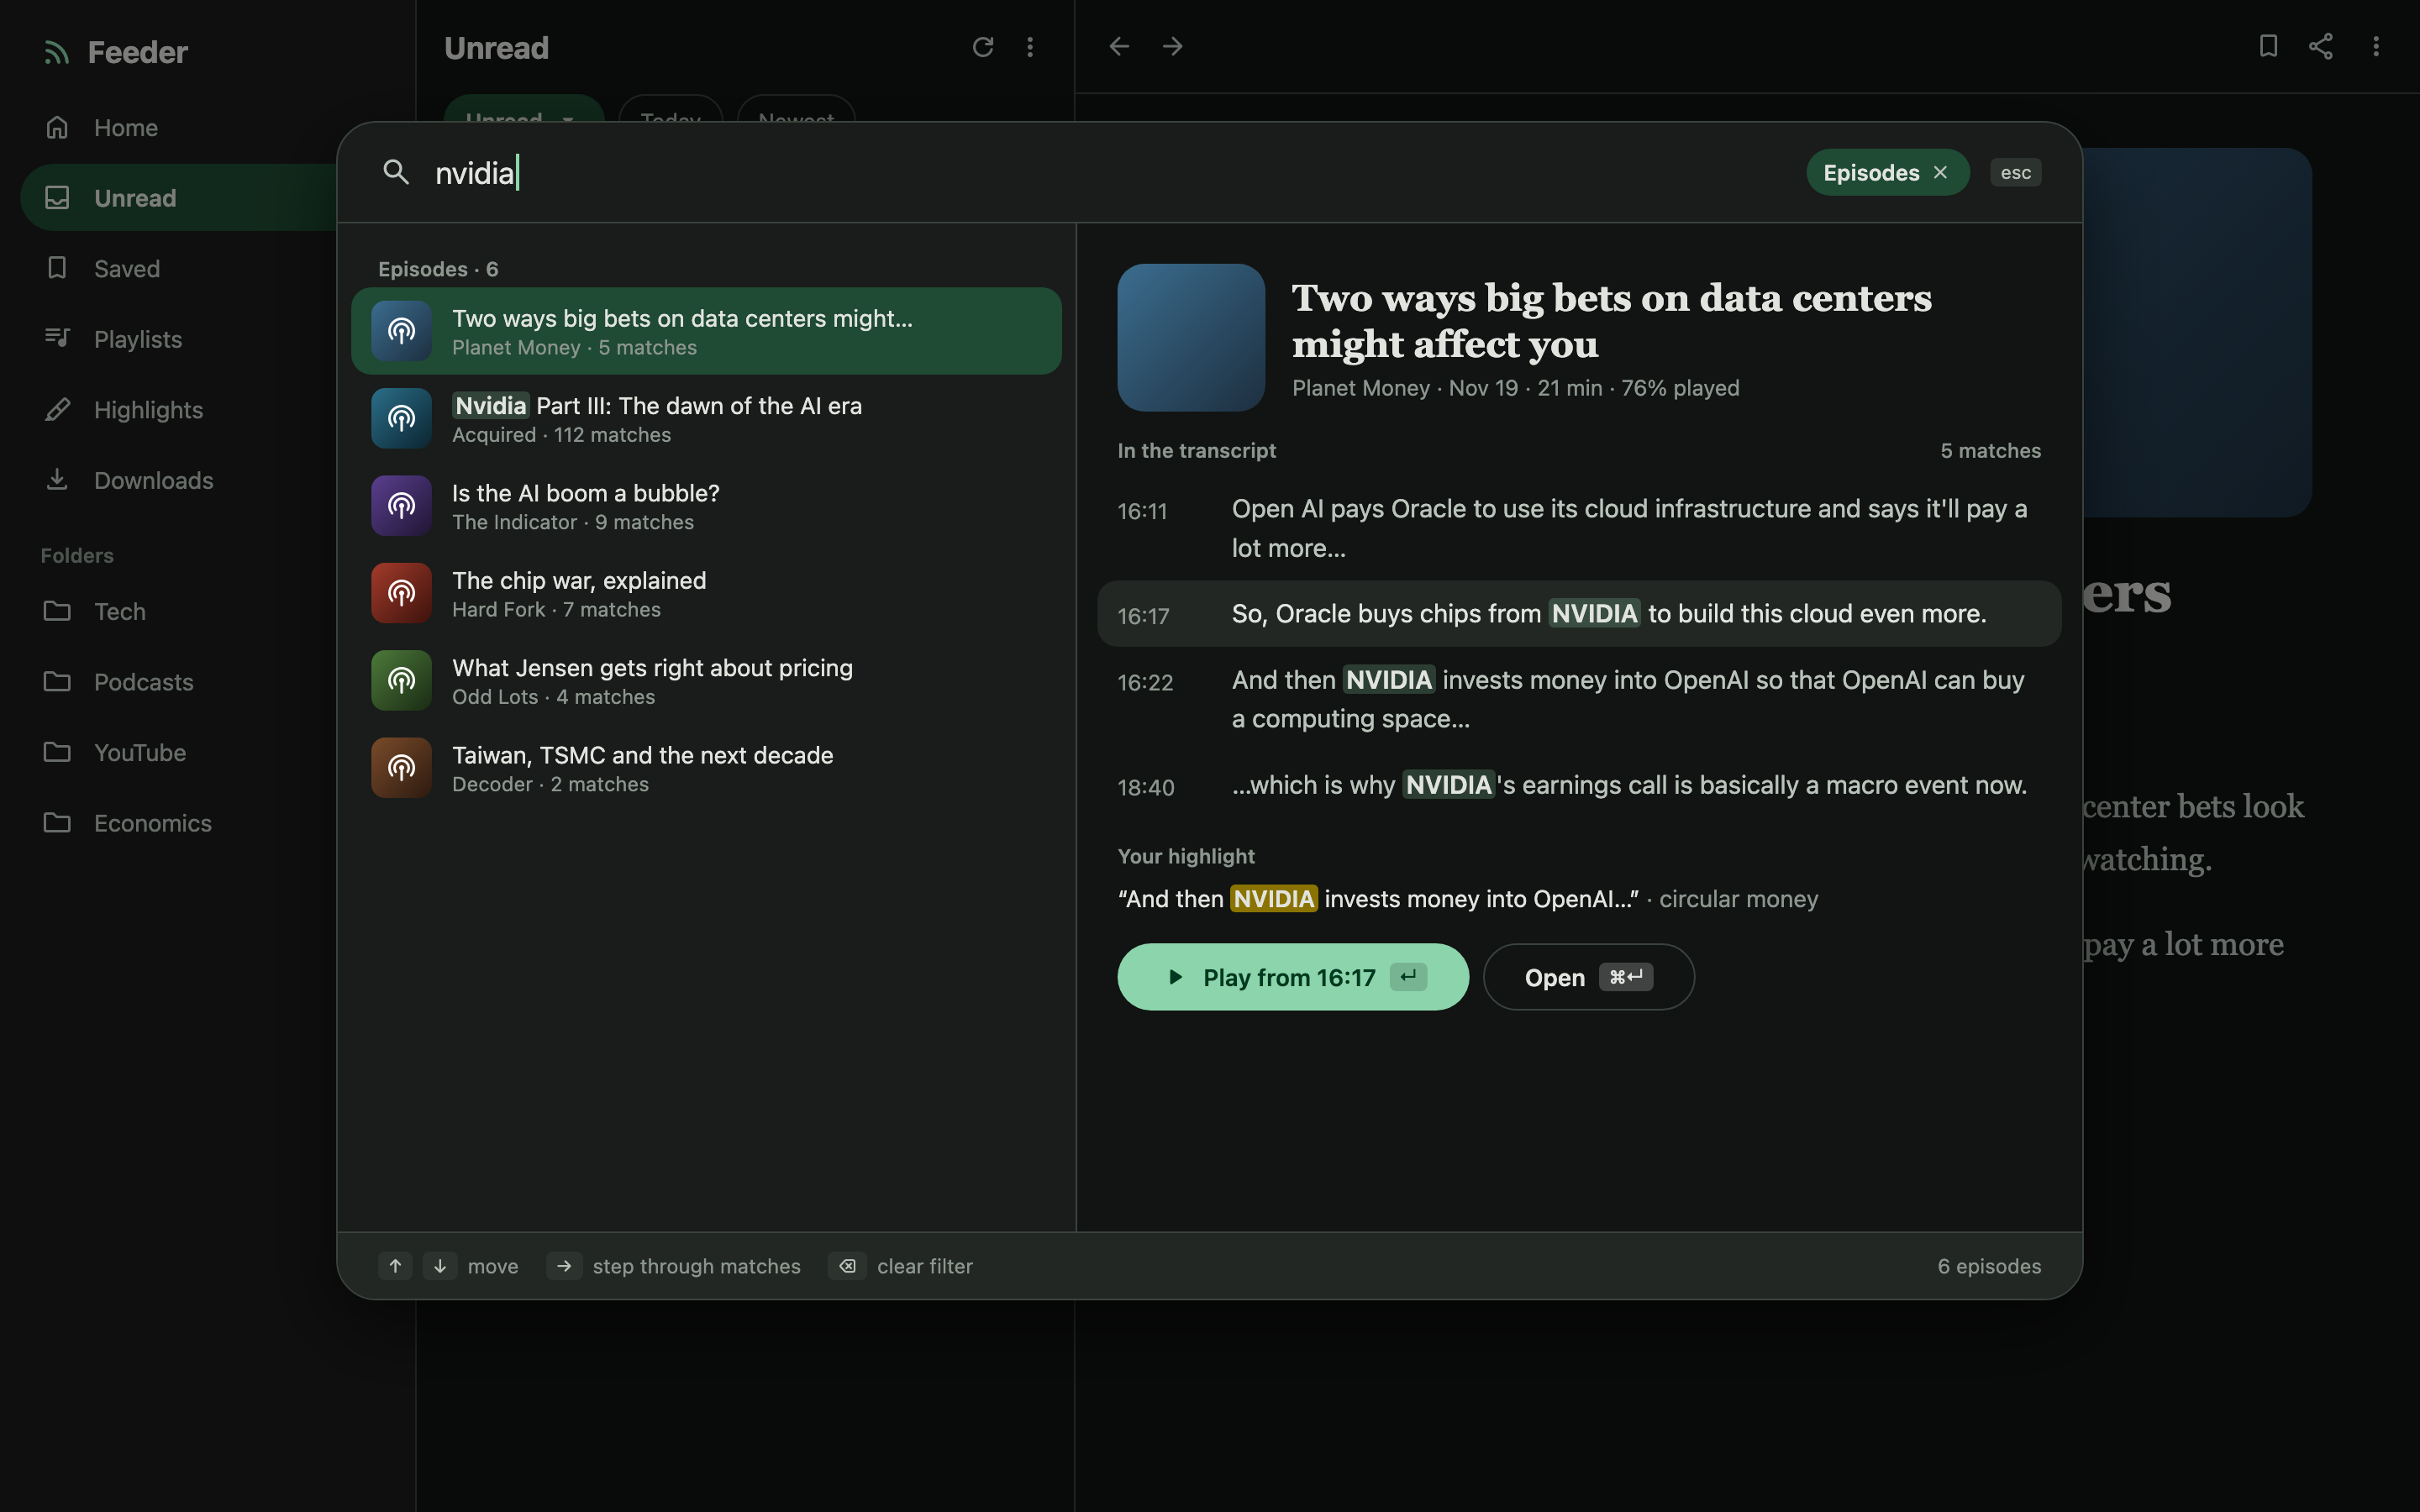 Feeder
Home
Unread
Saved
Playlists
Highlights
Downloads
Folders
Tech
Podcasts
YouTube
Economics
Unread
Unread
Today
Newest
nvidia
Episodes
esc
Episodes · 6
Two ways big bets on data centers might...
Planet Money · 5 matches
Nvidia Part III: The dawn of the AI era
Acquired · 112 matches
Is the AI boom a bubble?
The Indicator · 9 matches
The chip war, explained
Hard Fork · 7 matches
What Jensen gets right about pricing
Odd Lots · 4 matches
Taiwan, TSMC and the next decade
Decoder · 2 matches
Two ways big bets on data centers
might affect you
Planet Money · Nov 19 · 21 min · 76% played
In the transcript
5 matches
16:11 Open AI pays Oracle to use its cloud infrastructure and says it'll pay a
lot more...
16:17 So, Oracle buys chips from NVIDIA to build this cloud even more.
16:22 And then NVIDIA invests money into OpenAI so that OpenAI can buy
a computing space...
18:40 ...which is why NVIDIA's earnings call is basically a macro event now.
Your highlight
“And then NVIDIA invests money into OpenAI...” · circular money
Play from 16:17 ↵
Open ⌘↵
↑ ↓ move → step through matches ⌫ clear filter
6 episodes
ers
center bets look
watching.
pay a lot more